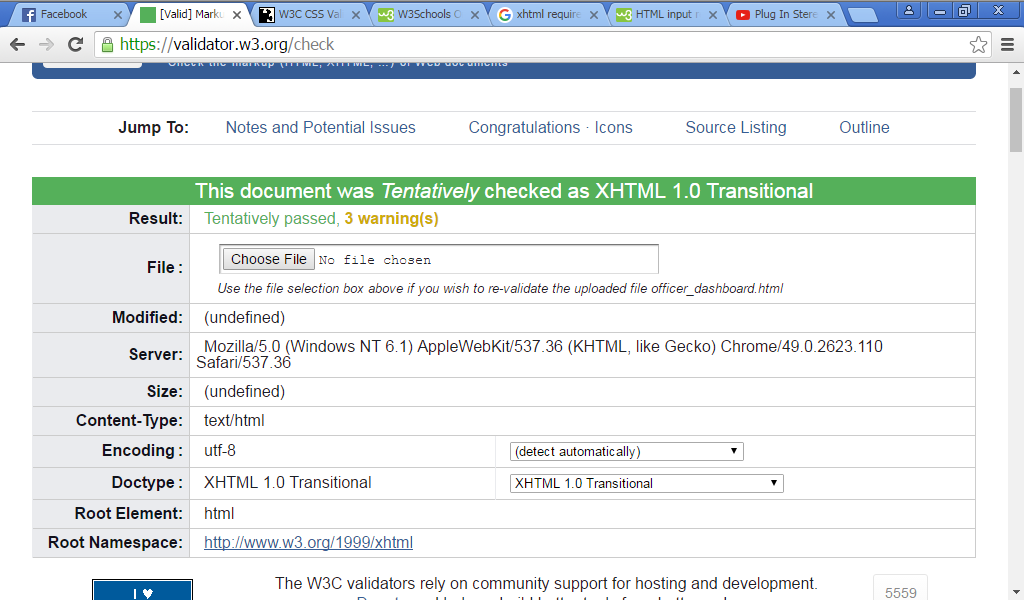 Facebook
[Valid] Marku
W3C CSS Vali
W3Schools O
xhtml require
HTML input r
Plug In Stere
https://validator.w3.org/check
Check the markup (HTML, XHTML, ...) of Web documents
Jump To: Notes and Potential Issues Congratulations · Icons Source Listing Outline
This document was Tentatively checked as XHTML 1.0 Transitional
Result: Tentatively passed, 3 warning(s)
File : Choose File No file chosen
Use the file selection box above if you wish to re-validate the uploaded file officer_dashboard.html
Modified: (undefined)
Server: Mozilla/5.0 (Windows NT 6.1) AppleWebKit/537.36 (KHTML, like Gecko) Chrome/49.0.2623.110
Safari/537.36
Size: (undefined)
Content-Type: text/html
Encoding : utf-8 (detect automatically)
Doctype : XHTML 1.0 Transitional XHTML 1.0 Transitional
Root Element: html
Root Namespace: http://www.w3.org/1999/xhtml
The W3C validators rely on community support for hosting and development.
I ♥
5559